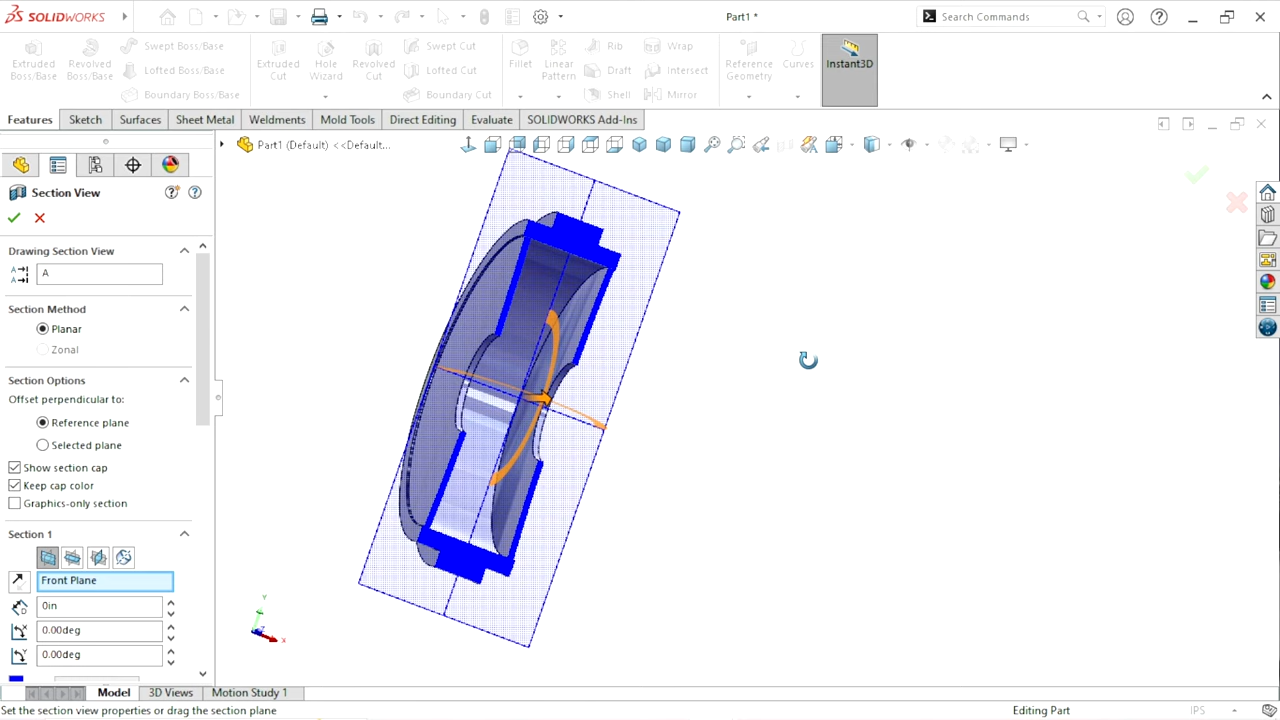 SOLIDWORKS
Part1 *
Search Commands
Extruded Boss/Base
Revolved Boss/Base
Swept Boss/Base
Lofted Boss/Base
Boundary Boss/Base
Extruded Cut
Hole Wizard
Revolved Cut
Swept Cut
Lofted Cut
Boundary Cut
Fillet
Linear Pattern
Rib
Draft
Shell
Wrap
Intersect
Mirror
Reference Geometry
Curves
Instant3D
Features
Sketch
Surfaces
Sheet Metal
Weldments
Mold Tools
Direct Editing
Evaluate
SOLIDWORKS Add-Ins
Part1 (Default) <<Default...
Section View
Drawing Section View
A
Section Method
Planar
Zonal
Section Options
Offset perpendicular to:
Reference plane
Selected plane
Show section cap
Keep cap color
Graphics-only section
Section 1
Front Plane
0in
0.00deg
0.00deg
Y
X
Model
3D Views
Motion Study 1
Set the section view properties or drag the section plane
Editing Part
IPS